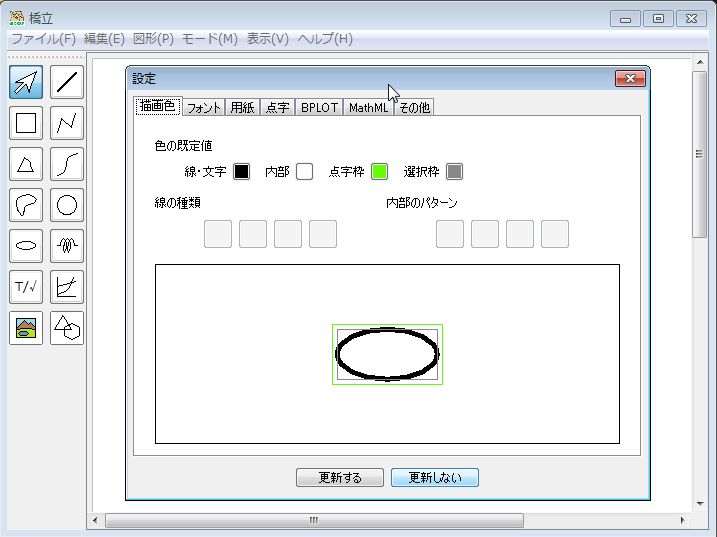 橋立
ファイル(F) 編集(E) 図形(P) モード(M) 表示(V) ヘルプ(H)
設定
描画色 フォント 用紙 点字 BPLOT MathML その他
色の既定値
線・文字 内部 点字枠 選択枠
線の種類 内部のパターン
T/√
更新する 更新しない